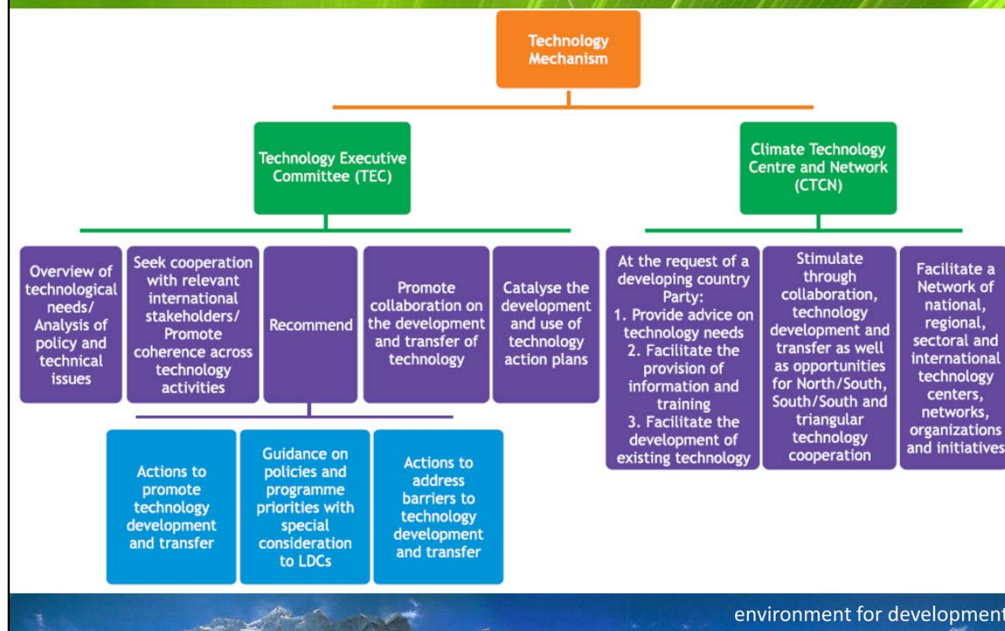 Technology
Mechanism
Technology Executive
Committee (TEC)
Climate Technology
Centre and Network
(CTCN)
Overview of
technological
needs/
Analysis of
policy and
technical
issues
Seek cooperation
with relevant
international
stakeholders/
Promote
coherence across
technology
activities
Recommend
Promote
collaboration on
the development
and transfer of
technology
Catalyse the
development
and use of
technology
action plans
At the request of a
developing country
Party:
1. Provide advice on
technology needs
2. Facilitate the
provision of
information and
training
3. Facilitate the
development of
existing technology
Stimulate
through
collaboration,
technology
development and
transfer as well
as opportunities
for North/South,
South/South and
triangular
technology
cooperation
Facilitate a
Network of
national,
regional,
sectoral and
international
technology
centers,
networks,
organizations
and initiatives
Actions to
promote
technology
development
and transfer
Guidance on
policies and
programme
priorities with
special
consideration
to LDCs
Actions to
address
barriers to
technology
development
and transfer
environment for development